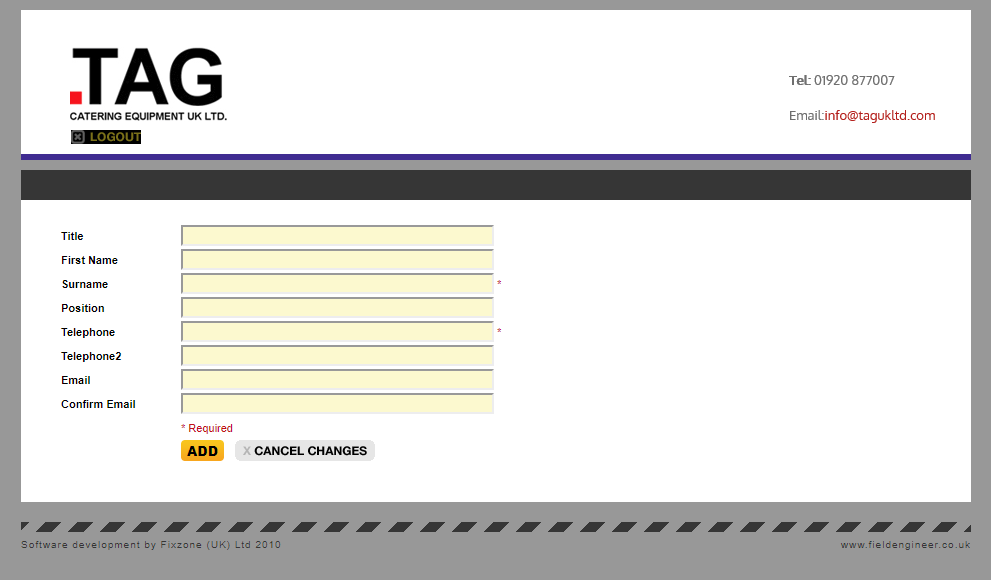 .TAG
CATERING EQUIPMENT UK LTD.
X LOGOUT
Tel: 01920 877007
Email:info@tagukltd.com
Title
First Name
Surname *
Position
Telephone *
Telephone2
Email
Confirm Email
* Required
ADD X CANCEL CHANGES
Software development by Fixzone (UK) Ltd 2010 www.fieldengineer.co.uk